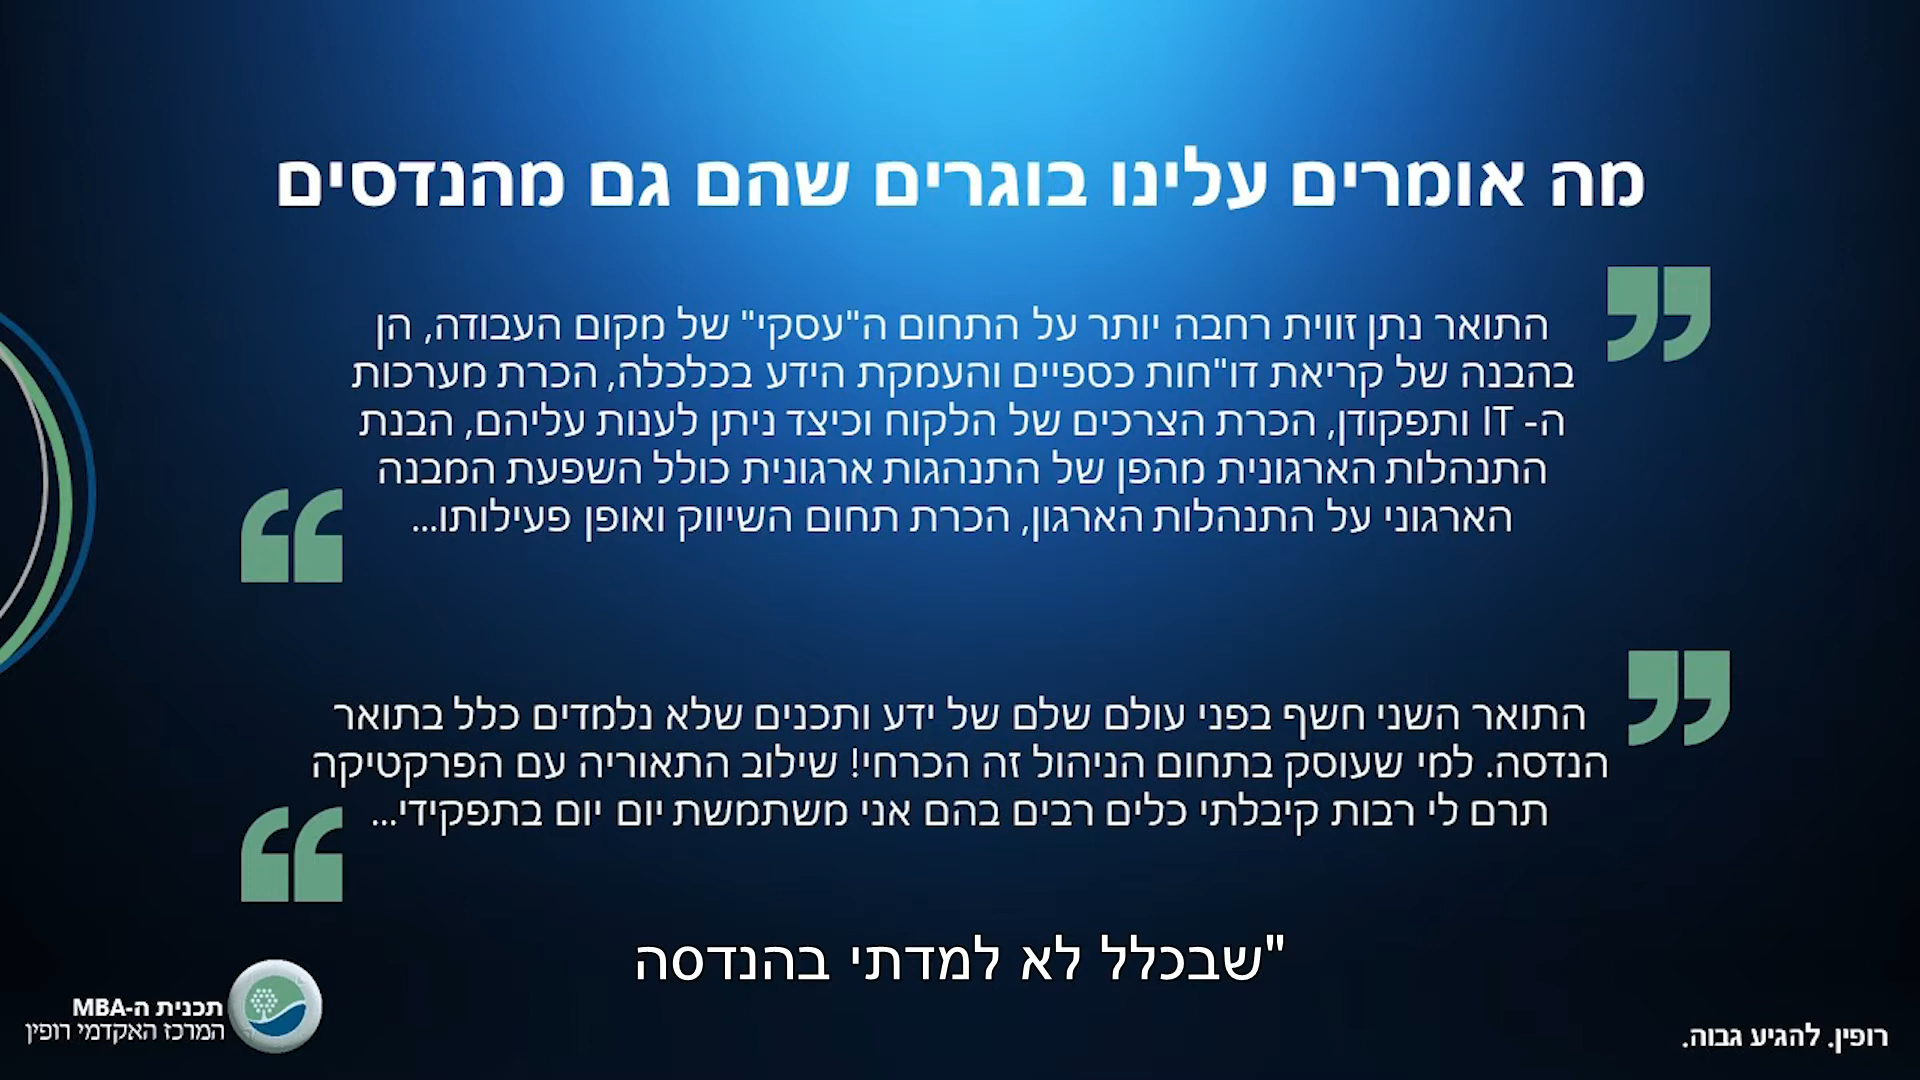 מה אומרים עלינו בוגרים שהם גם מהנדסים
התואר נתן זווית רחבה יותר על התחום ה"עסקי" של מקום העבודה, הן
בהבנה של קריאת דו"חות כספיים והעמקת הידע בכלכלה, הכרת מערכות
ה- IT ותפקודן, הכרת הצרכים של הלקוח וכיצד ניתן לענות עליהם, הבנת
התנהלות הארגונית מהפן של התנהגות ארגונית כולל השפעת המבנה
הארגוני על התנהלות הארגון, הכרת תחום השיווק ואופן פעילותו...
התואר השני חשף בפני עולם שלם של ידע ותכנים שלא נלמדים כלל בתואר
הנדסה. למי שעוסק בתחום הניהול זה הכרחי! שילוב התאוריה עם הפרקטיקה
תרם לי רבות קיבלתי כלים רבים בהם אני משתמשת יום יום בתפקידי...
"שבכלל לא למדתי בהנדסה
תכנית ה-MBA
המרכז האקדמי רופין
רופין. להגיע גבוה.